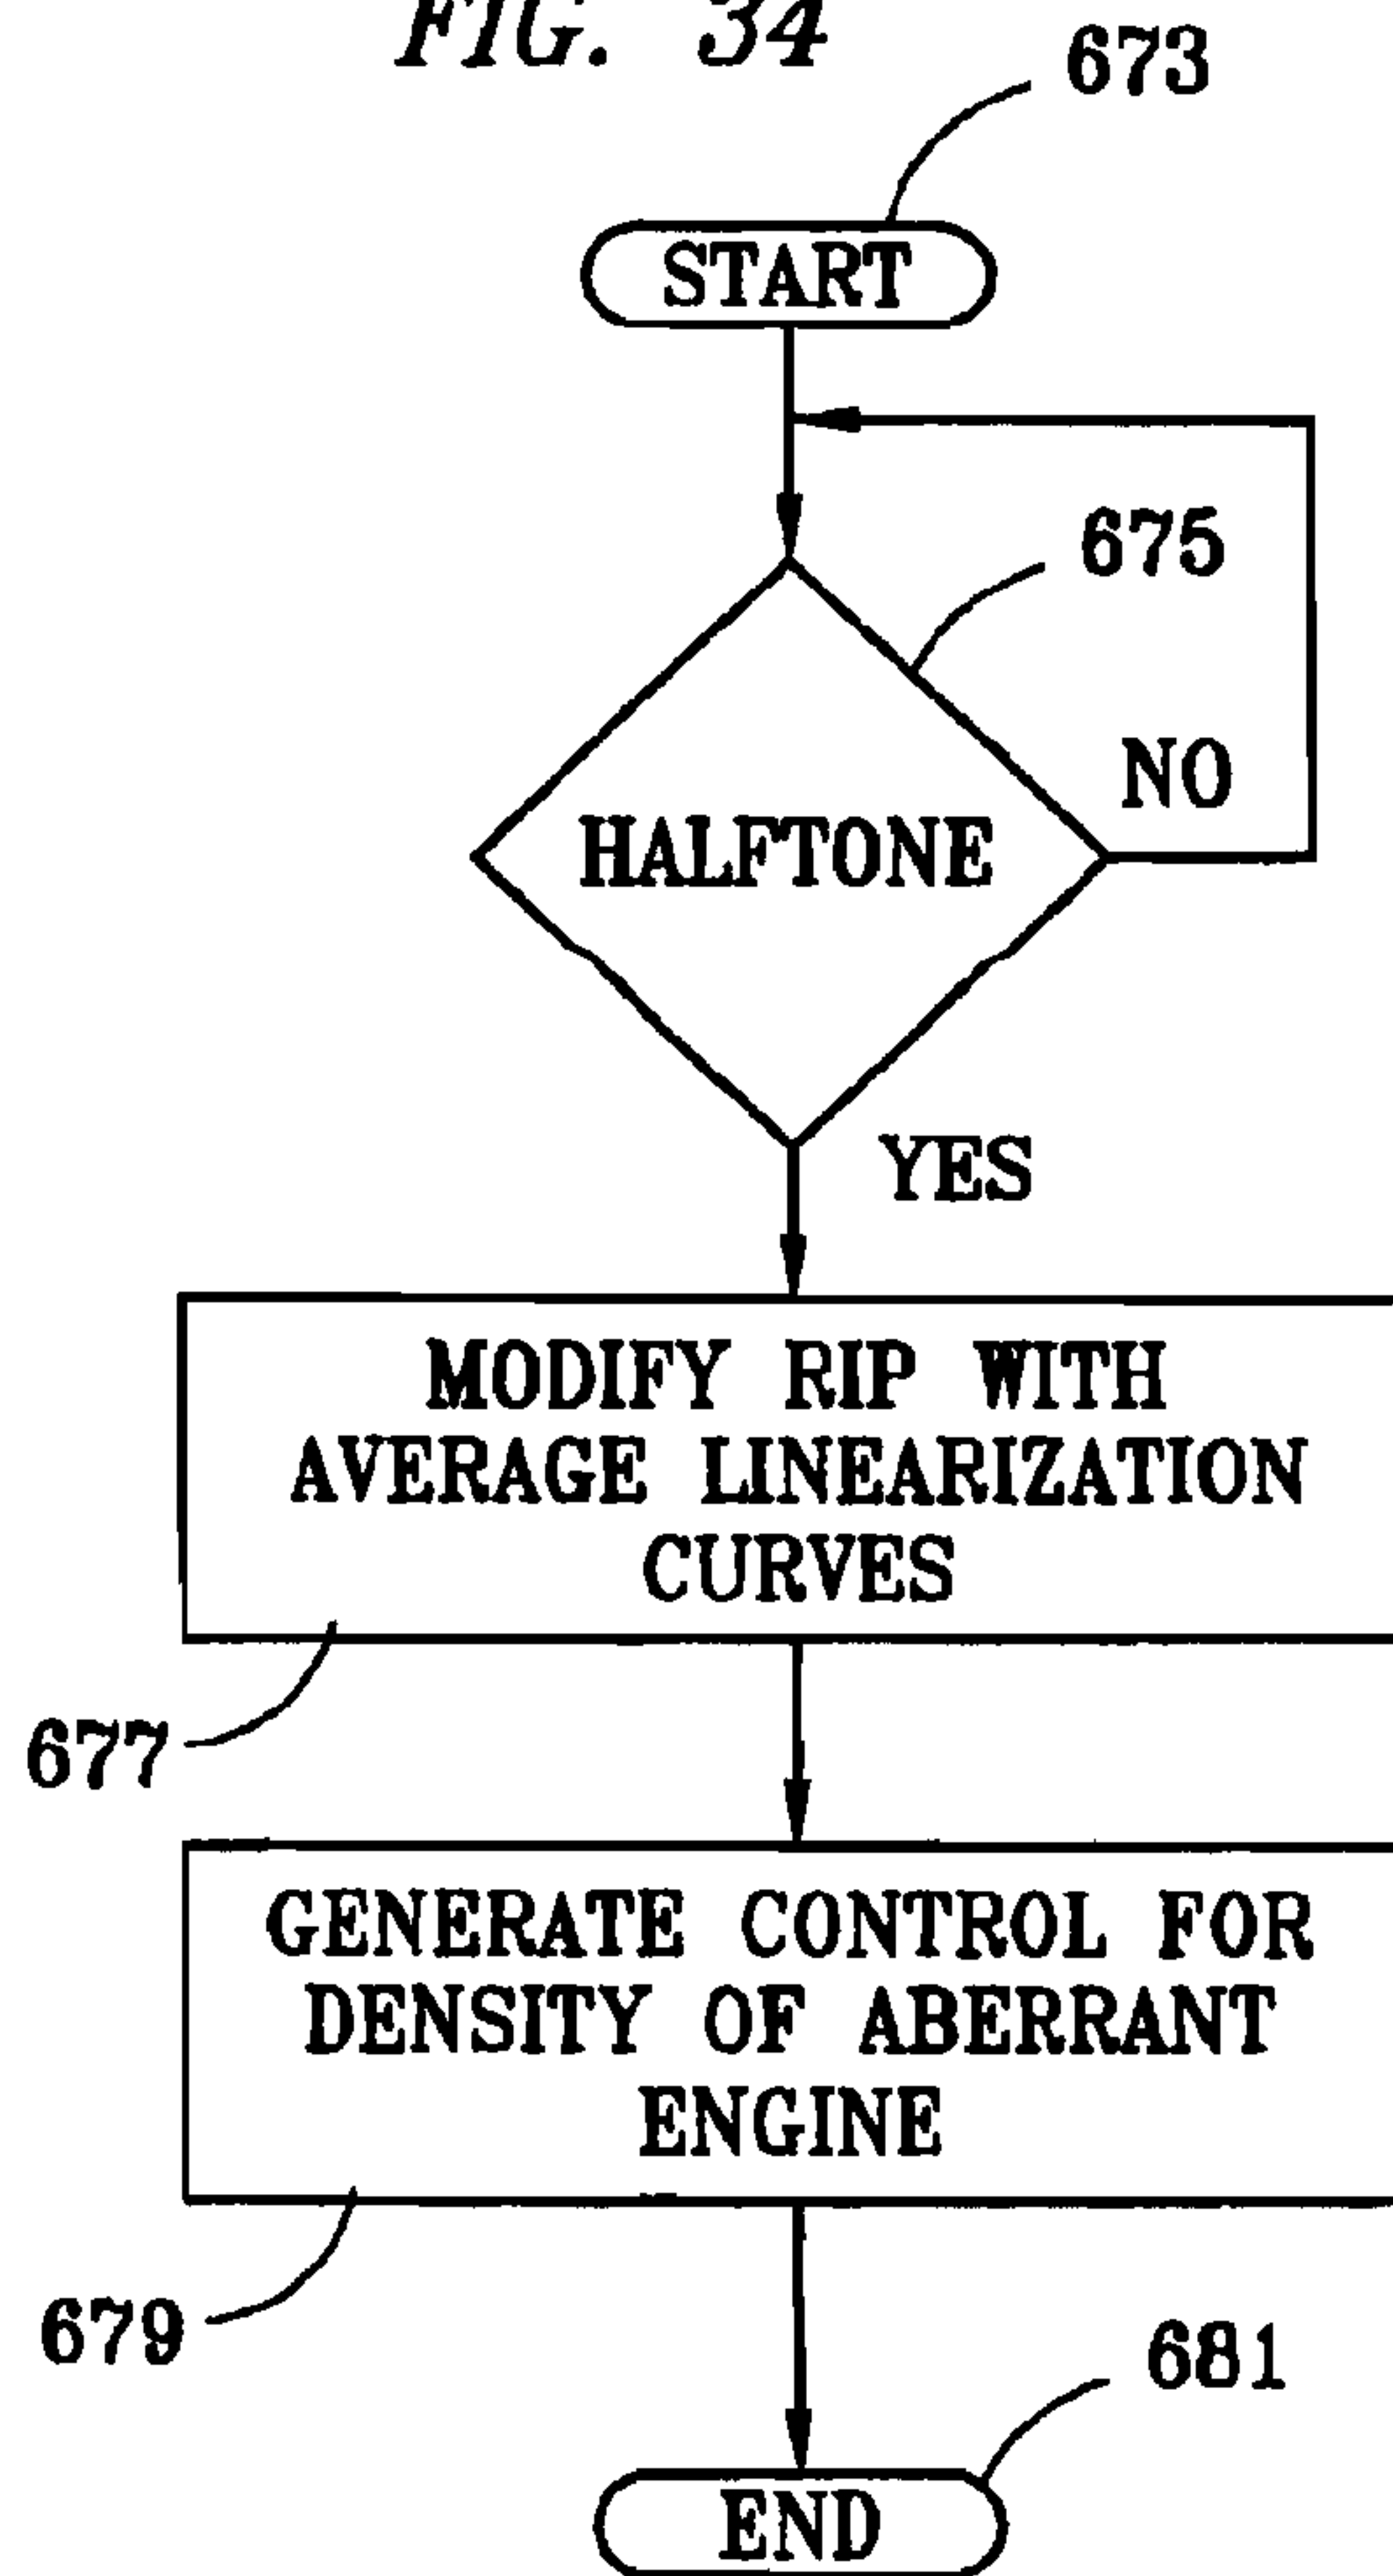 FIG. 34
673
START
675
NO
HALFTONE
YES
MODIFY RIP WITH
AVERAGE LINEARIZATION
CURVES
677
GENERATE CONTROL FOR
DENSITY OF ABERRANT
ENGINE
679
681
END